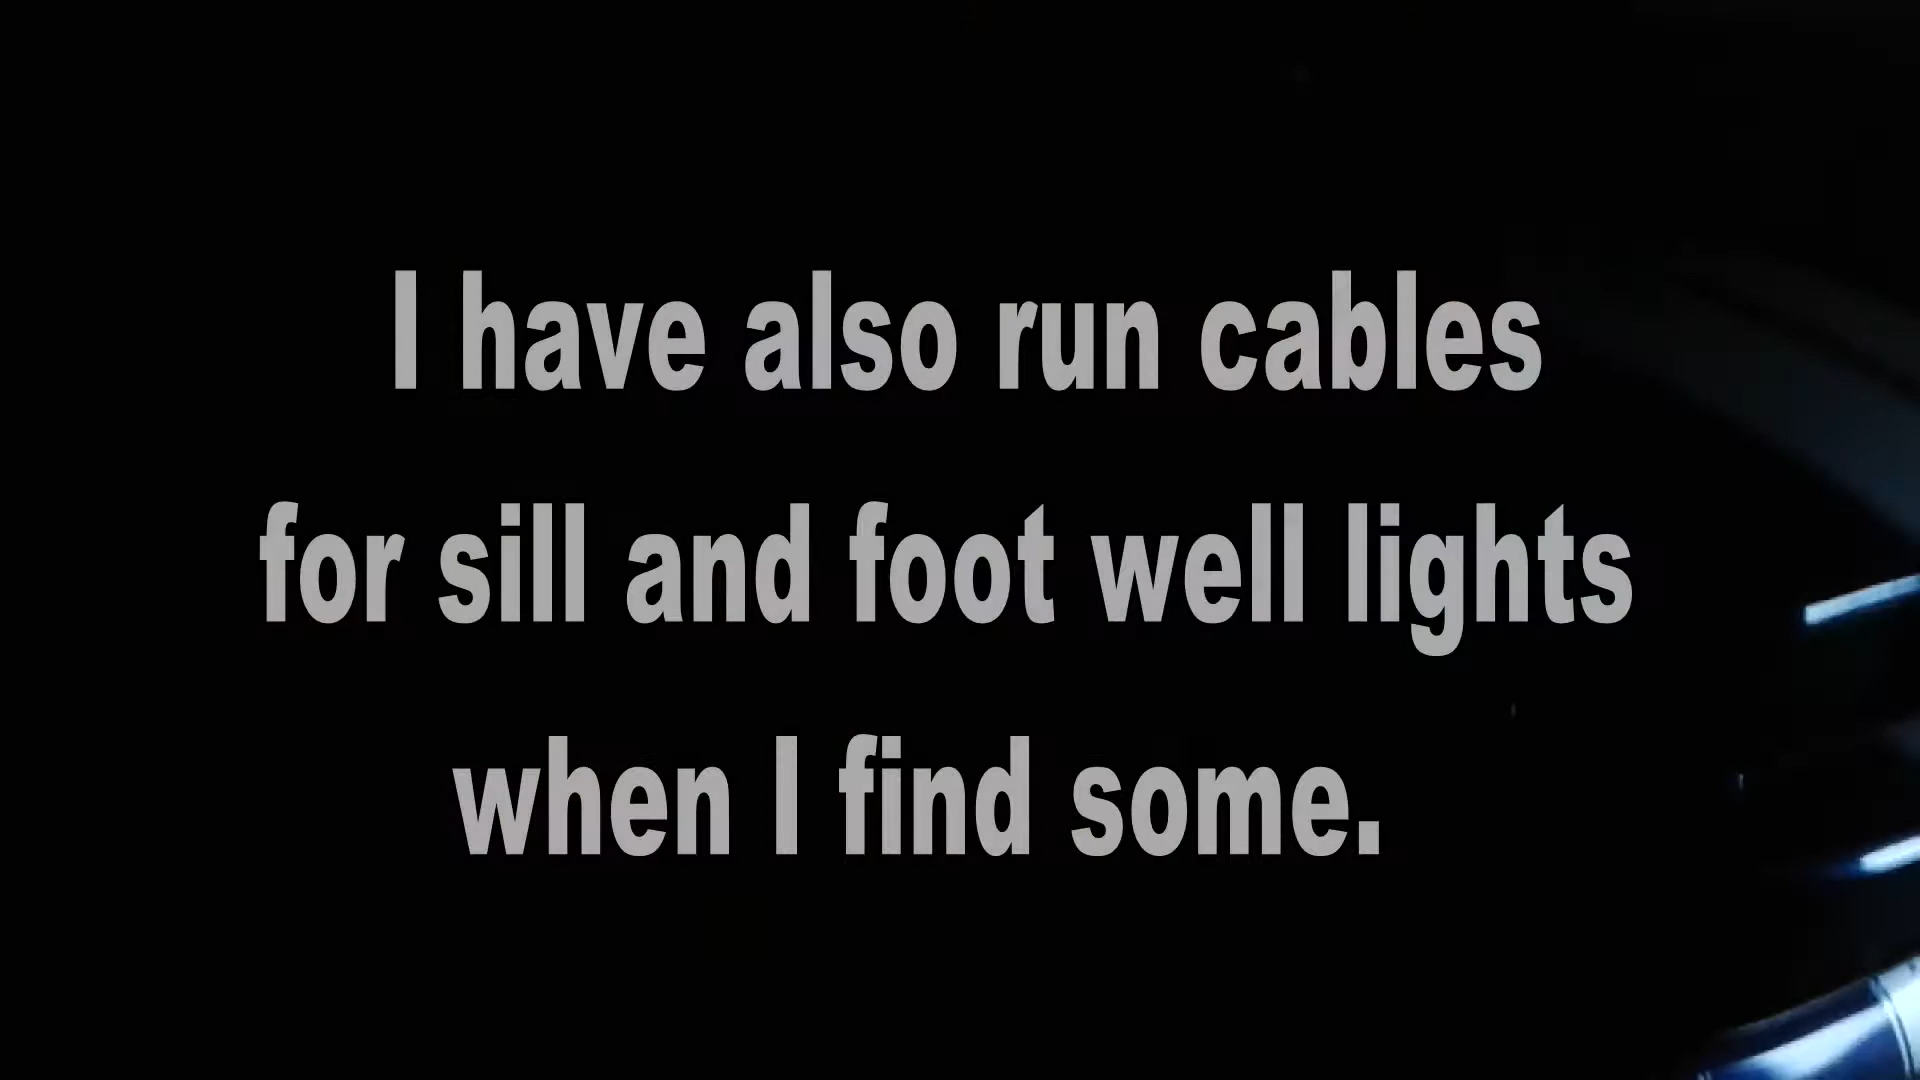 I have also run cables
for sill and foot well lights
when I find some.